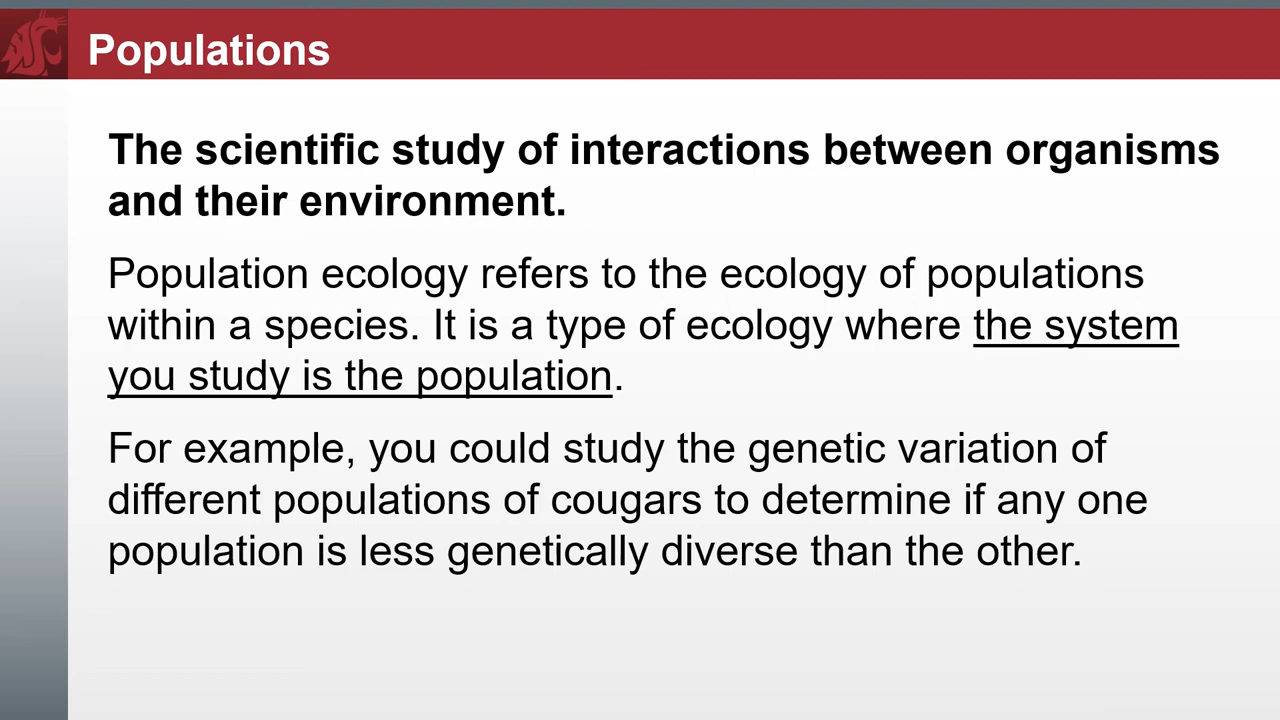 Populations
The scientific study of interactions between organisms
and their environment.
Population ecology refers to the ecology of populations
within a species. It is a type of ecology where the system
you study is the population.
For example, you could study the genetic variation of
different populations of cougars to determine if any one
population is less genetically diverse than the other.